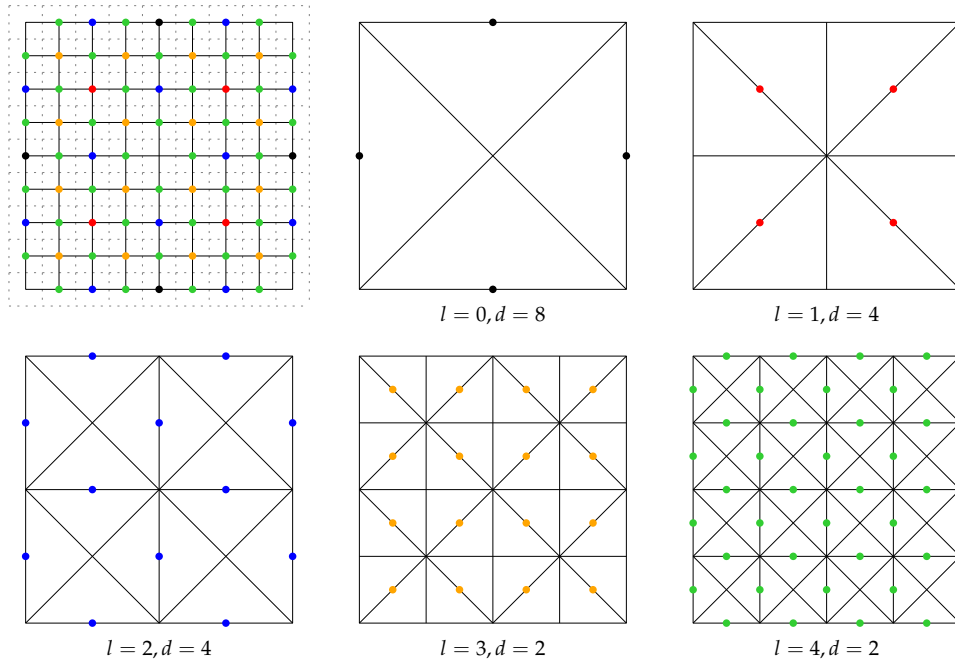 l = 0, d = 8
l = 1, d = 4
l = 2, d = 4
l = 3, d = 2
l = 4, d = 2